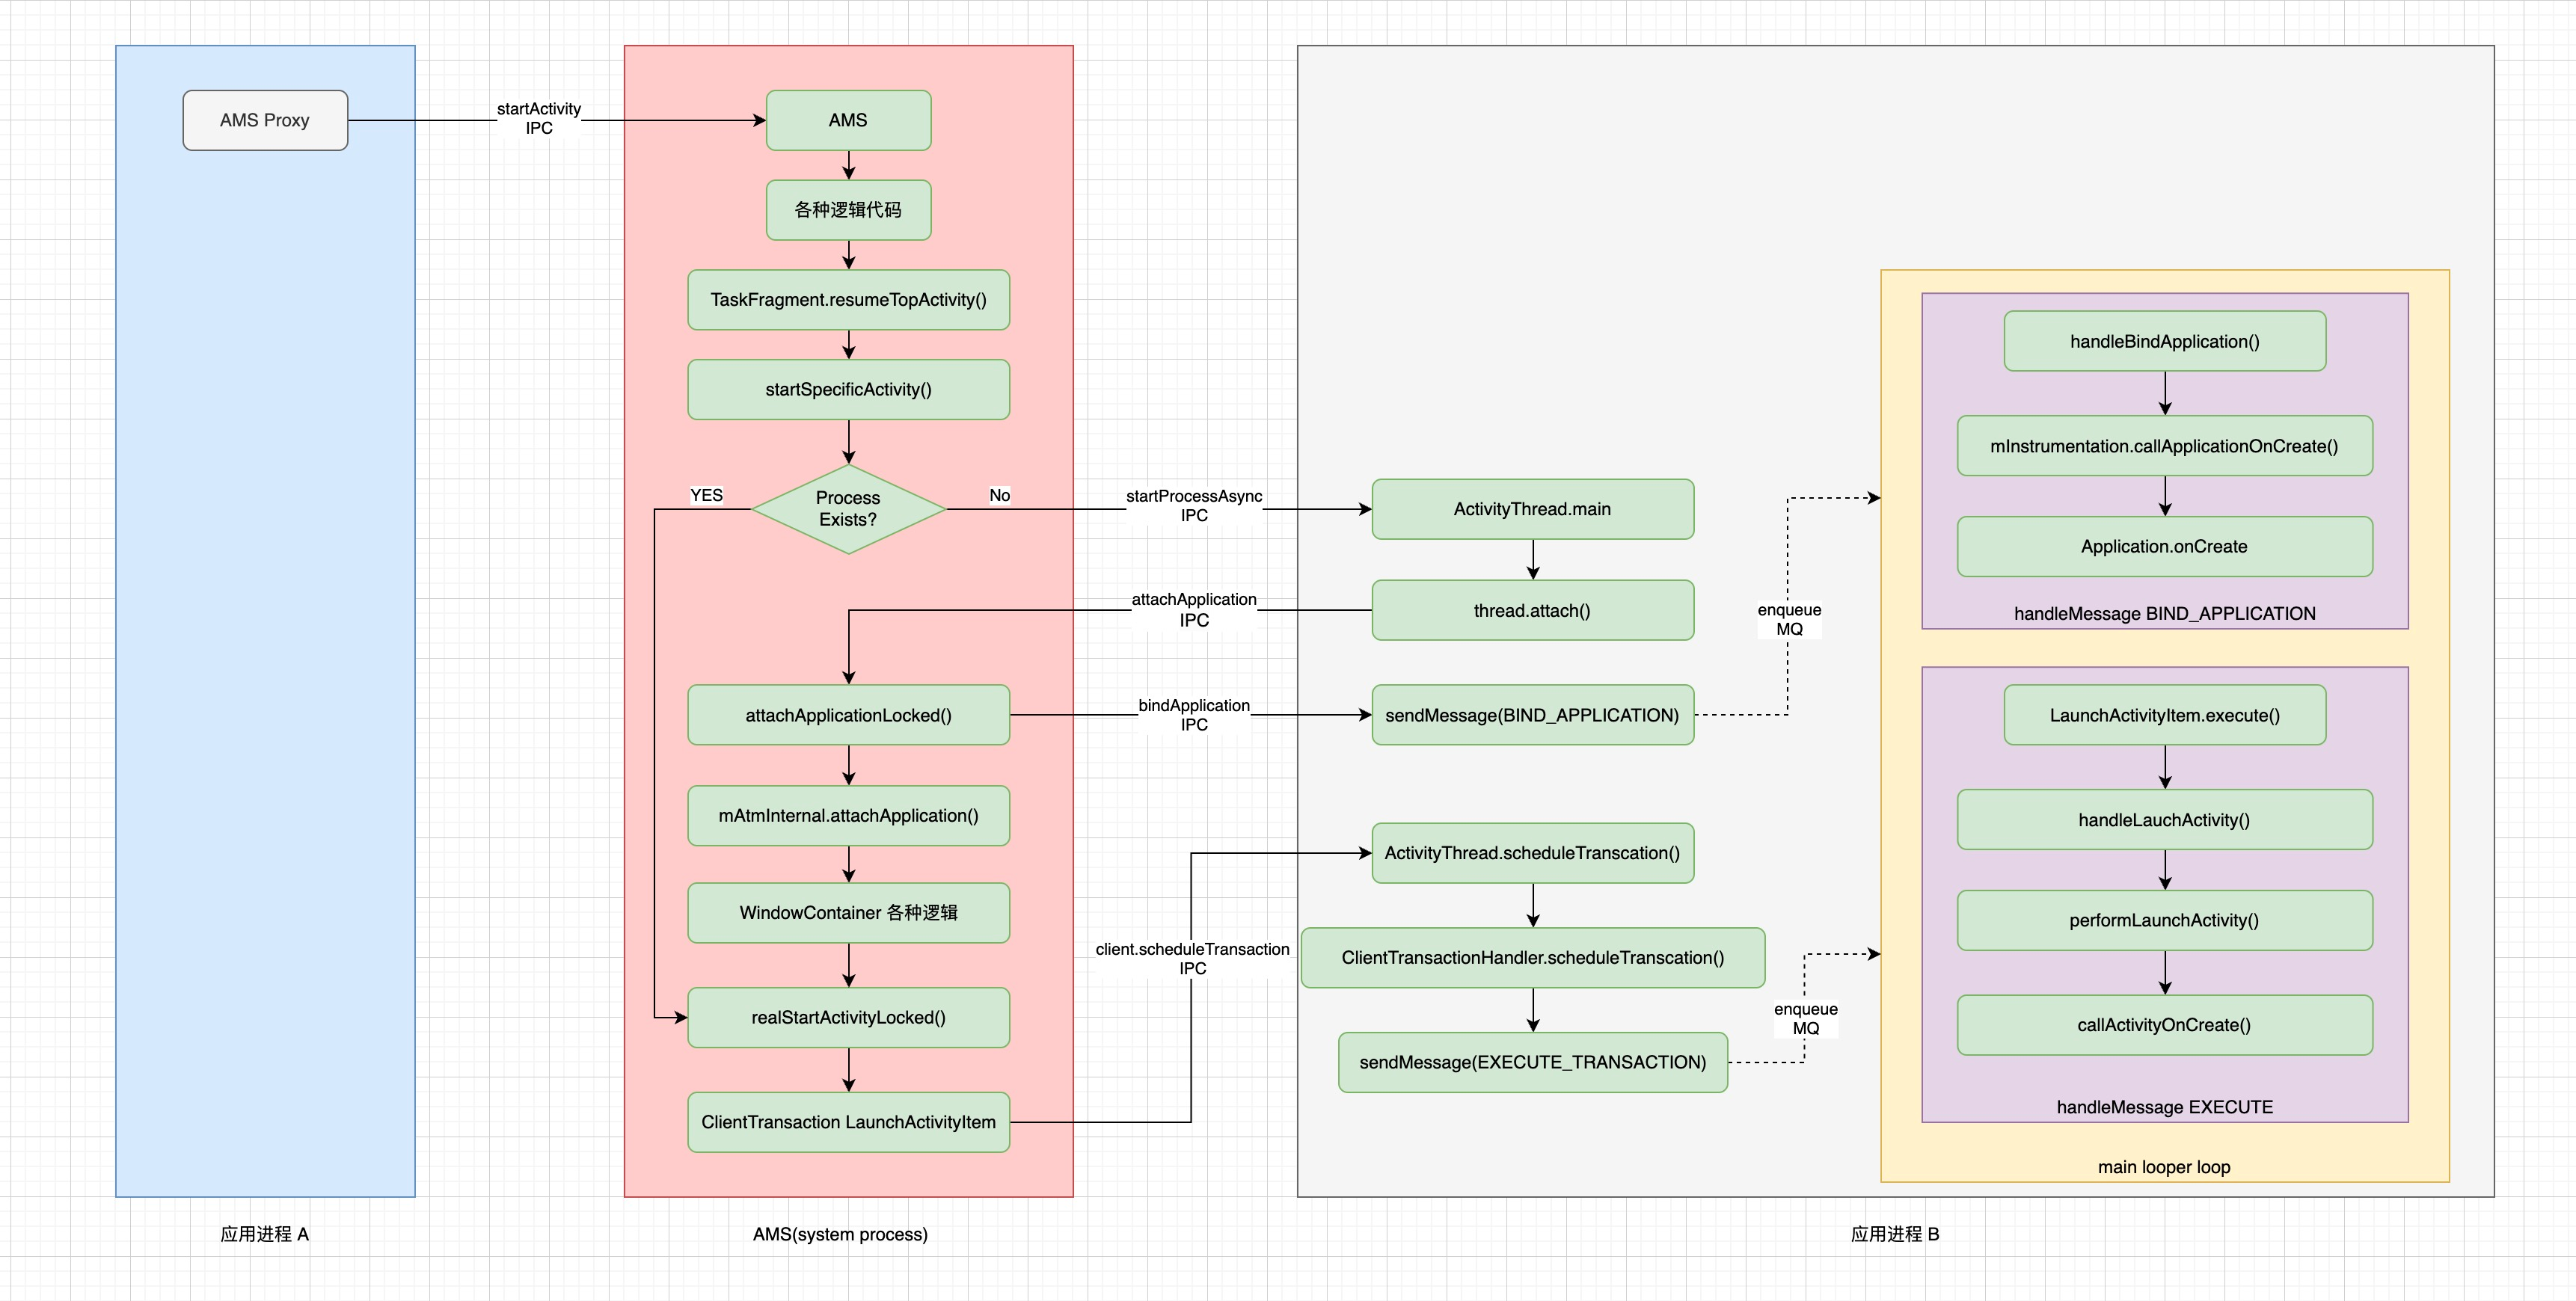 AMS Proxy
startActivity
IPC
AMS
各种逻辑代码
TaskFragment.resumeTopActivity()
startSpecificActivity()
Process
Exists?
YES
No
startProcessAsync
IPC
ActivityThread.main
thread.attach()
attachApplication
IPC
attachApplicationLocked()
bindApplication
IPC
sendMessage(BIND_APPLICATION)
enqueue
MQ
mAtmInternal.attachApplication()
WindowContainer 各种逻辑
realStartActivityLocked()
ClientTransaction LaunchActivityItem
client.scheduleTransaction
IPC
ActivityThread.scheduleTranscation()
ClientTransactionHandler.scheduleTranscation()
sendMessage(EXECUTE_TRANSACTION)
enqueue
MQ
handleBindApplication()
mInstrumentation.callApplicationOnCreate()
Application.onCreate
handleMessage BIND_APPLICATION
LaunchActivityItem.execute()
handleLauchActivity()
performLaunchActivity()
callActivityOnCreate()
handleMessage EXECUTE
main looper loop
应用进程 A
AMS(system process)
应用进程 B